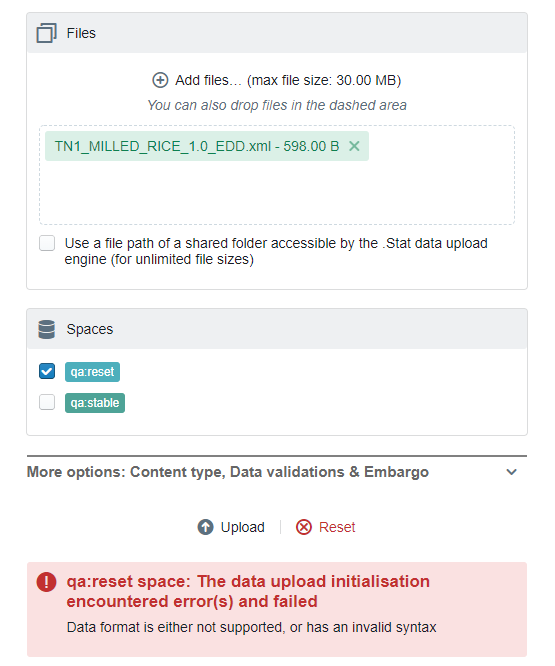 Files
Add files... (max file size: 30.00 MB)
You can also drop files in the dashed area
TN1_MILLED_RICE_1.0_EDD.xml - 598.00 B ×
Use a file path of a shared folder accessible by the .Stat data upload
engine (for unlimited file sizes)
Spaces
qa:reset
qa:stable
More options: Content type, Data validations & Embargo
Upload Reset
qa:reset space: The data upload initialisation
encountered error(s) and failed
Data format is either not supported, or has an invalid syntax